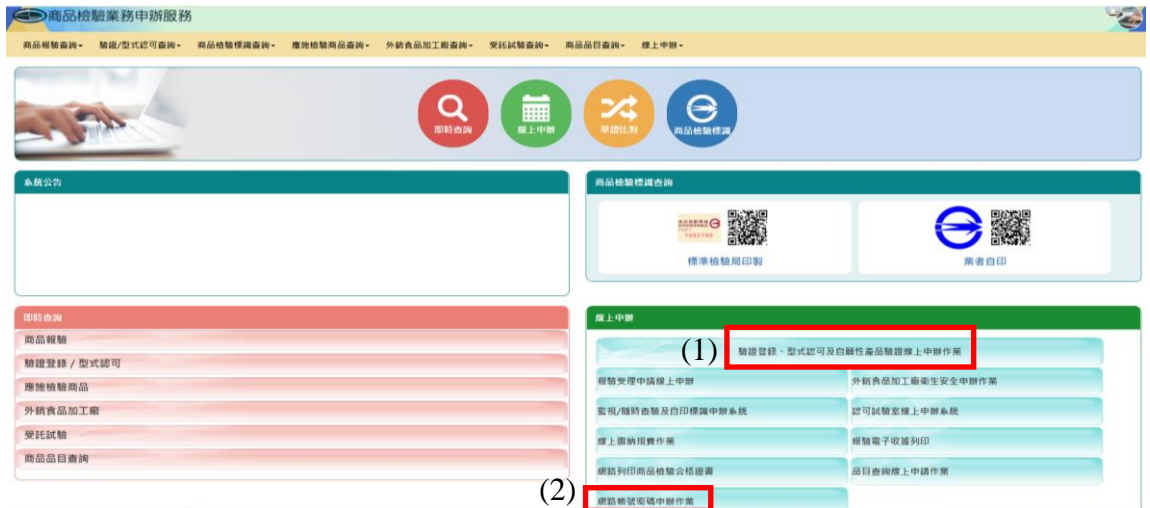 商品檢驗業務申辦服務
商品報驗查詢 驗證/型式認可查詢 商品檢驗標識查詢 應施檢驗商品查詢 外銷食品加工廠查詢 受託試驗查詢 商品品目查詢 線上申辦
即時查詢 線上申辦 單證比對 商品檢驗標識
系統公告
商品檢驗標識查詢
標準檢驗局印製
業者自印
即時查詢
商品報驗
驗證登錄 / 型式認可
應施檢驗商品
外銷食品加工廠
受託試驗
商品品目查詢
線上申辦
(1) 驗證登錄、型式認可及自願性產品驗證線上申辦作業
報驗受理申請線上申辦 外銷食品加工廠衛生安全申辦作業
監視/隨時查驗及自印標識申辦系統 認可試驗室線上申辦系統
線上繳納規費作業 報驗電子收據列印
網路列印商品檢驗合格證書 品目查詢線上申請作業
(2) 網路帳號密碼申辦作業